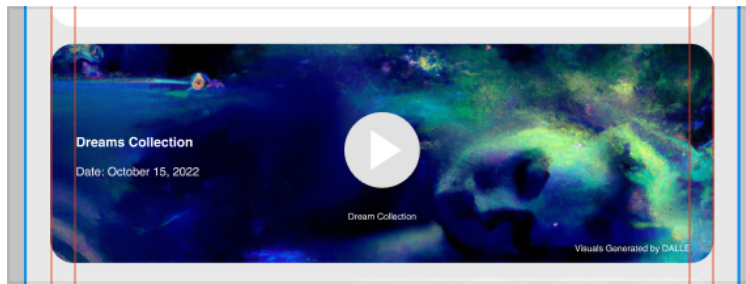 Dreams Collection
Date: October 15, 2022
Dream Collection
Visuals Generated by DALLE